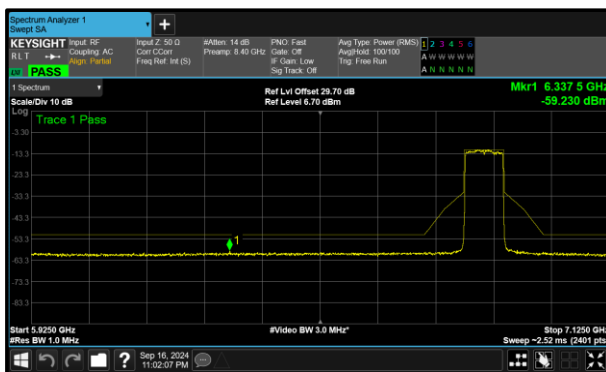 Spectrum Analyzer 1
Swept SA
KEYSIGHT
RLT
PASS
Input: RF
Coupling: AC
Align: Partial
Input Z: 50 Ω
Corr CCorr
Freq Ref: Int (S)
#Atten: 14 dB
Preamp: 8.40 GHz
PNO: Fast
Gate: Off
IF Gain: Low
Sig Track: Off
Avg Type: Power (RMS)
Avg|Hold: 100/100
Trig: Free Run
1 2 3 4 5 6
A W W W W W
A N N N N N
1 Spectrum
Scale/Div 10 dB
Ref Lvl Offset 29.70 dB
Ref Level 6.70 dBm
Mkr1 6.337 5 GHz
-59.230 dBm
Log
Trace 1 Pass
-3.30
-13.3
-23.3
-33.3
-43.3
-53.3
-63.3
-73.3
-83.3
1
Start 5.9250 GHz
#Res BW 1.0 MHz
#Video BW 3.0 MHz*
Stop 7.1250 GHz
Sweep ~2.52 ms (2401 pts)
?
Sep 16, 2024
11:02:07 PM